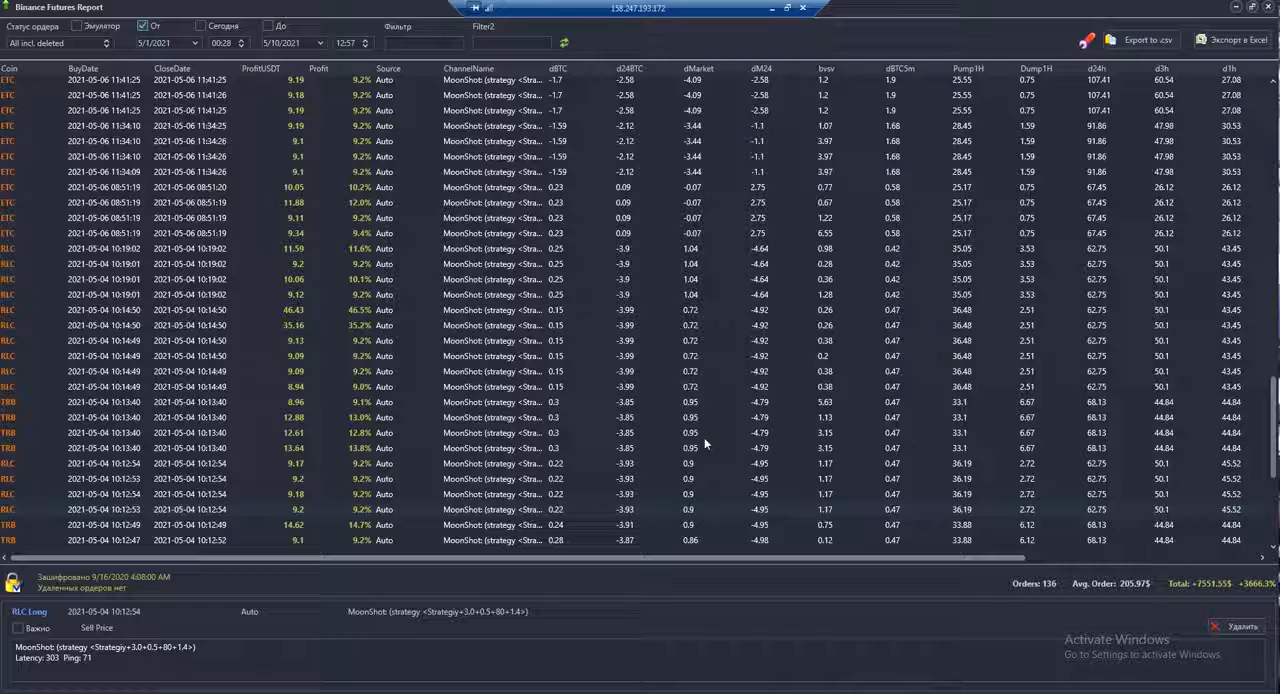 Binance Futures Report
158.247.193.172
Статус ордера Эмулятор От Сегодня До Фильтр Filter2
All incl. deleted 5/1/2021 00:28 5/10/2021 12:57 Export to .csv Экспорт в Excel
Coin BuyDate CloseDate ProfitUSDT Profit Source ChannelName dBTC d24BTC dMarket dM24 bvsv dBTC5m Pump1H Dump1H d24h d3h d1h
ETC 2021-05-06 11:41:25 2021-05-06 11:41:25 9.19 9.2% Auto MoonShot: (strategy <Stra... -1.7 -2.58 -4.09 -2.58 1.2 1.9 25.55 0.75 107.41 60.54 27.08
ETC 2021-05-06 11:41:25 2021-05-06 11:41:26 9.18 9.2% Auto MoonShot: (strategy <Stra... -1.7 -2.58 -4.09 -2.58 1.2 1.9 25.55 0.75 107.41 60.54 27.08
ETC 2021-05-06 11:41:25 2021-05-06 11:41:25 9.19 9.2% Auto MoonShot: (strategy <Stra... -1.7 -2.58 -4.09 -2.58 1.2 1.9 25.55 0.75 107.41 60.54 27.08
ETC 2021-05-06 11:34:10 2021-05-06 11:34:25 9.19 9.2% Auto MoonShot: (strategy <Stra... -1.59 -2.12 -3.44 -1.1 1.07 1.68 28.45 1.59 91.86 47.98 30.53
ETC 2021-05-06 11:34:10 2021-05-06 11:34:26 9.1 9.2% Auto MoonShot: (strategy <Stra... -1.59 -2.12 -3.44 -1.1 3.97 1.68 28.45 1.59 91.86 47.98 30.53
ETC 2021-05-06 11:34:10 2021-05-06 11:34:26 9.1 9.2% Auto MoonShot: (strategy <Stra... -1.59 -2.12 -3.44 -1.1 3.97 1.68 28.45 1.59 91.86 47.98 30.53
ETC 2021-05-06 11:34:09 2021-05-06 11:34:26 9.1 9.2% Auto MoonShot: (strategy <Stra... -1.59 -2.12 -3.44 -1.1 3.97 1.68 28.45 1.59 91.86 47.98 30.53
ETC 2021-05-06 08:51:19 2021-05-06 08:51:20 10.05 10.2% Auto MoonShot: (strategy <Stra... 0.23 0.09 -0.07 2.75 0.77 0.58 25.17 0.75 67.45 26.12 26.12
ETC 2021-05-06 08:51:19 2021-05-06 08:51:19 11.88 12.0% Auto MoonShot: (strategy <Stra... 0.23 0.09 -0.07 2.75 0.67 0.58 25.17 0.75 67.45 26.12 26.12
ETC 2021-05-06 08:51:19 2021-05-06 08:51:19 9.11 9.2% Auto MoonShot: (strategy <Stra... 0.23 0.09 -0.07 2.75 1.22 0.58 25.17 0.75 67.45 26.12 26.12
ETC 2021-05-06 08:51:19 2021-05-06 08:51:19 9.34 9.4% Auto MoonShot: (strategy <Stra... 0.23 0.09 -0.07 2.75 6.55 0.58 25.17 0.75 67.45 26.12 26.12
RLC 2021-05-04 10:19:02 2021-05-04 10:19:02 11.59 11.6% Auto MoonShot: (strategy <Stra... 0.25 -3.9 1.04 -4.64 0.98 0.42 35.05 3.53 62.75 50.1 43.45
RLC 2021-05-04 10:19:01 2021-05-04 10:19:02 9.2 9.2% Auto MoonShot: (strategy <Stra... 0.25 -3.9 1.04 -4.64 0.28 0.42 35.05 3.53 62.75 50.1 43.45
RLC 2021-05-04 10:19:01 2021-05-04 10:19:01 10.06 10.1% Auto MoonShot: (strategy <Stra... 0.25 -3.9 1.04 -4.64 0.36 0.42 35.05 3.53 62.75 50.1 43.45
RLC 2021-05-04 10:19:01 2021-05-04 10:19:02 9.12 9.2% Auto MoonShot: (strategy <Stra... 0.25 -3.9 1.04 -4.64 1.28 0.42 35.05 3.53 62.75 50.1 43.45
RLC 2021-05-04 10:14:50 2021-05-04 10:14:50 46.43 46.5% Auto MoonShot: (strategy <Stra... 0.15 -3.99 0.72 -4.92 0.26 0.47 36.48 2.51 62.75 50.1 43.45
RLC 2021-05-04 10:14:50 2021-05-04 10:14:50 35.16 35.2% Auto MoonShot: (strategy <Stra... 0.15 -3.99 0.72 -4.92 0.26 0.47 36.48 2.51 62.75 50.1 43.45
RLC 2021-05-04 10:14:49 2021-05-04 10:14:50 9.13 9.2% Auto MoonShot: (strategy <Stra... 0.15 -3.99 0.72 -4.92 0.38 0.47 36.48 2.51 62.75 50.1 43.45
RLC 2021-05-04 10:14:49 2021-05-04 10:14:50 9.09 9.2% Auto MoonShot: (strategy <Stra... 0.15 -3.99 0.72 -4.92 0.2 0.47 36.48 2.51 62.75 50.1 43.45
RLC 2021-05-04 10:14:49 2021-05-04 10:14:49 9.09 9.2% Auto MoonShot: (strategy <Stra... 0.15 -3.99 0.72 -4.92 0.38 0.47 36.48 2.51 62.75 50.1 43.45
RLC 2021-05-04 10:14:49 2021-05-04 10:14:49 8.94 9.0% Auto MoonShot: (strategy <Stra... 0.15 -3.99 0.72 -4.92 0.38 0.47 36.48 2.51 62.75 50.1 43.45
TRB 2021-05-04 10:13:40 2021-05-04 10:13:40 8.96 9.1% Auto MoonShot: (strategy <Stra... 0.3 -3.85 0.95 -4.79 5.63 0.47 33.1 6.67 68.13 44.84 44.84
TRB 2021-05-04 10:13:40 2021-05-04 10:13:40 12.88 13.0% Auto MoonShot: (strategy <Stra... 0.3 -3.85 0.95 -4.79 1.13 0.47 33.1 6.67 68.13 44.84 44.84
TRB 2021-05-04 10:13:40 2021-05-04 10:13:40 12.61 12.8% Auto MoonShot: (strategy <Stra... 0.3 -3.85 0.95 -4.79 3.15 0.47 33.1 6.67 68.13 44.84 44.84
TRB 2021-05-04 10:13:40 2021-05-04 10:13:40 13.64 13.8% Auto MoonShot: (strategy <Stra... 0.3 -3.85 0.95 -4.79 3.15 0.47 33.1 6.67 68.13 44.84 44.84
RLC 2021-05-04 10:12:54 2021-05-04 10:12:54 9.17 9.2% Auto MoonShot: (strategy <Stra... 0.22 -3.93 0.9 -4.95 1.17 0.47 36.19 2.72 62.75 50.1 45.52
RLC 2021-05-04 10:12:53 2021-05-04 10:12:54 9.2 9.2% Auto MoonShot: (strategy <Stra... 0.22 -3.93 0.9 -4.95 1.17 0.47 36.19 2.72 62.75 50.1 45.52
RLC 2021-05-04 10:12:54 2021-05-04 10:12:54 9.18 9.2% Auto MoonShot: (strategy <Stra... 0.22 -3.93 0.9 -4.95 1.17 0.47 36.19 2.72 62.75 50.1 45.52
RLC 2021-05-04 10:12:53 2021-05-04 10:12:54 9.2 9.2% Auto MoonShot: (strategy <Stra... 0.22 -3.93 0.9 -4.95 1.17 0.47 36.19 2.72 62.75 50.1 45.52
TRB 2021-05-04 10:12:49 2021-05-04 10:12:49 14.62 14.7% Auto MoonShot: (strategy <Stra... 0.24 -3.91 0.9 -4.95 0.75 0.47 33.88 6.12 68.13 44.84 44.84
TRB 2021-05-04 10:12:47 2021-05-04 10:12:52 9.1 9.2% Auto MoonShot: (strategy <Stra... 0.28 -3.87 0.86 -4.98 0.12 0.47 33.88 6.12 68.13 44.84 44.84
Зашифровано 9/16/2020 4:08:00 AM
Удаленных ордеров нет
Orders: 136 Avg. Order: 205.97$ Total: +7551.55$ +3666.3%
RLC Long 2021-05-04 10:12:54 Auto MoonShot: (strategy <Strategiy+3.0+0.5+80+1.4>)
Важно Sell Price Удалить
MoonShot: (strategy <Strategiy+3.0+0.5+80+1.4>)
Latency: 303 Ping: 71
Activate Windows
Go to Settings to activate Windows.